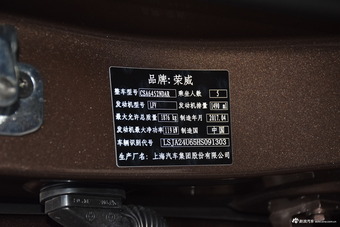 品牌：荣威
整车型号 CSA6452NDAR 乘坐人数 5
发动机型号 LFV 发动机排量 1490 ml
最大允许总质量 1876 kg 制造年月 2017.04
发动机最大净功率 119 kW 制造国 中国
车辆识别代号 LSJA24U65HS091303
生产厂名：上海汽车集团股份有限公司